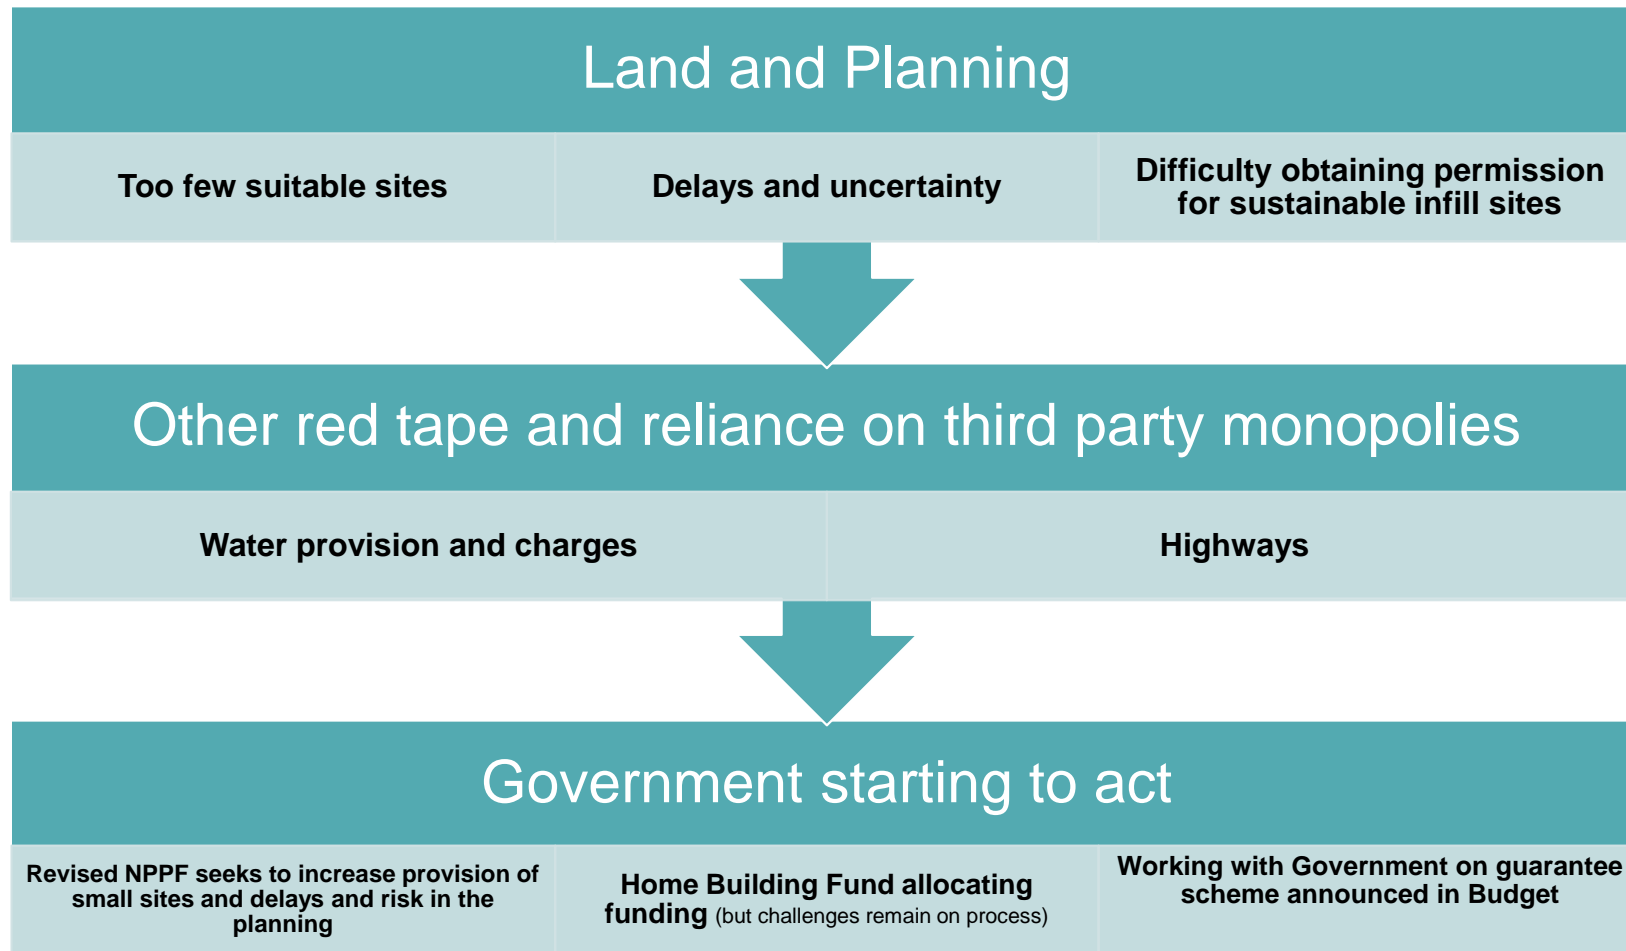 Land and Planning
Too few suitable sites
Delays and uncertainty
Difficulty obtaining permission
for sustainable infill sites
Other red tape and reliance on third party monopolies
Water provision and charges
Highways
Government starting to act
Revised NPPF seeks to increase provision of
small sites and delays and risk in the
planning
Home Building Fund allocating
funding (but challenges remain on process)
Working with Government on guarantee
scheme announced in Budget